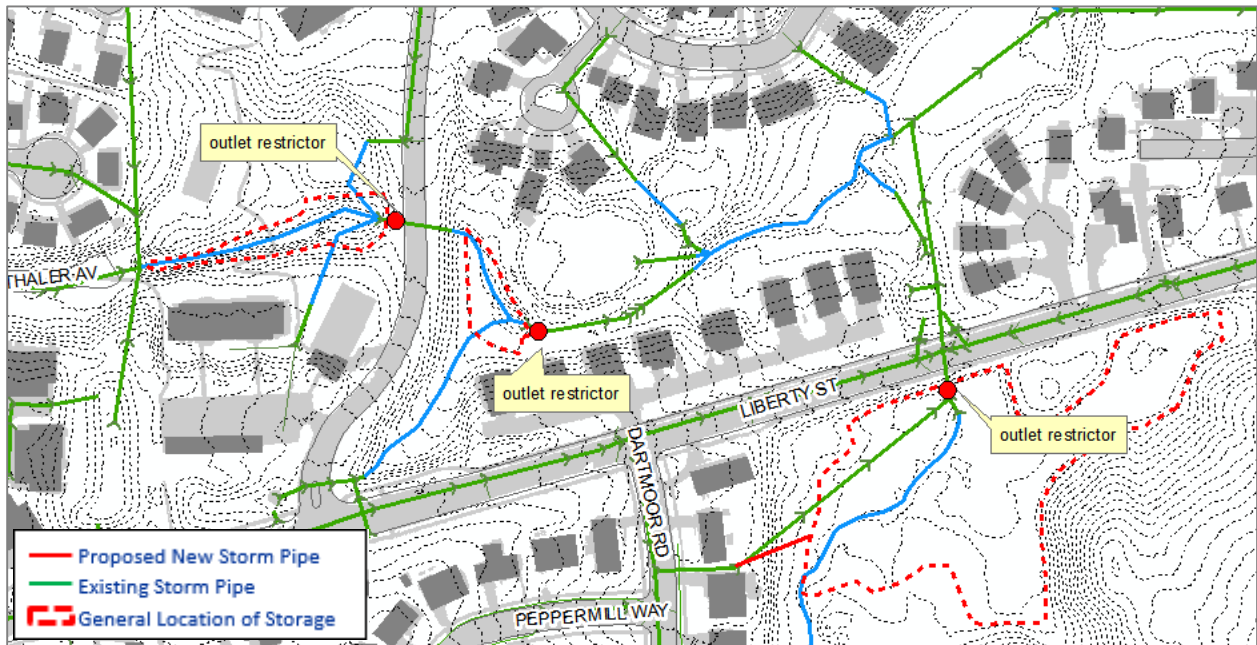 outlet restrictor
THALER AV
outlet restrictor
LIBERTY ST
outlet restrictor
DARTMOOR RD
PEPPERMILL WAY
Proposed New Storm Pipe
Existing Storm Pipe
General Location of Storage